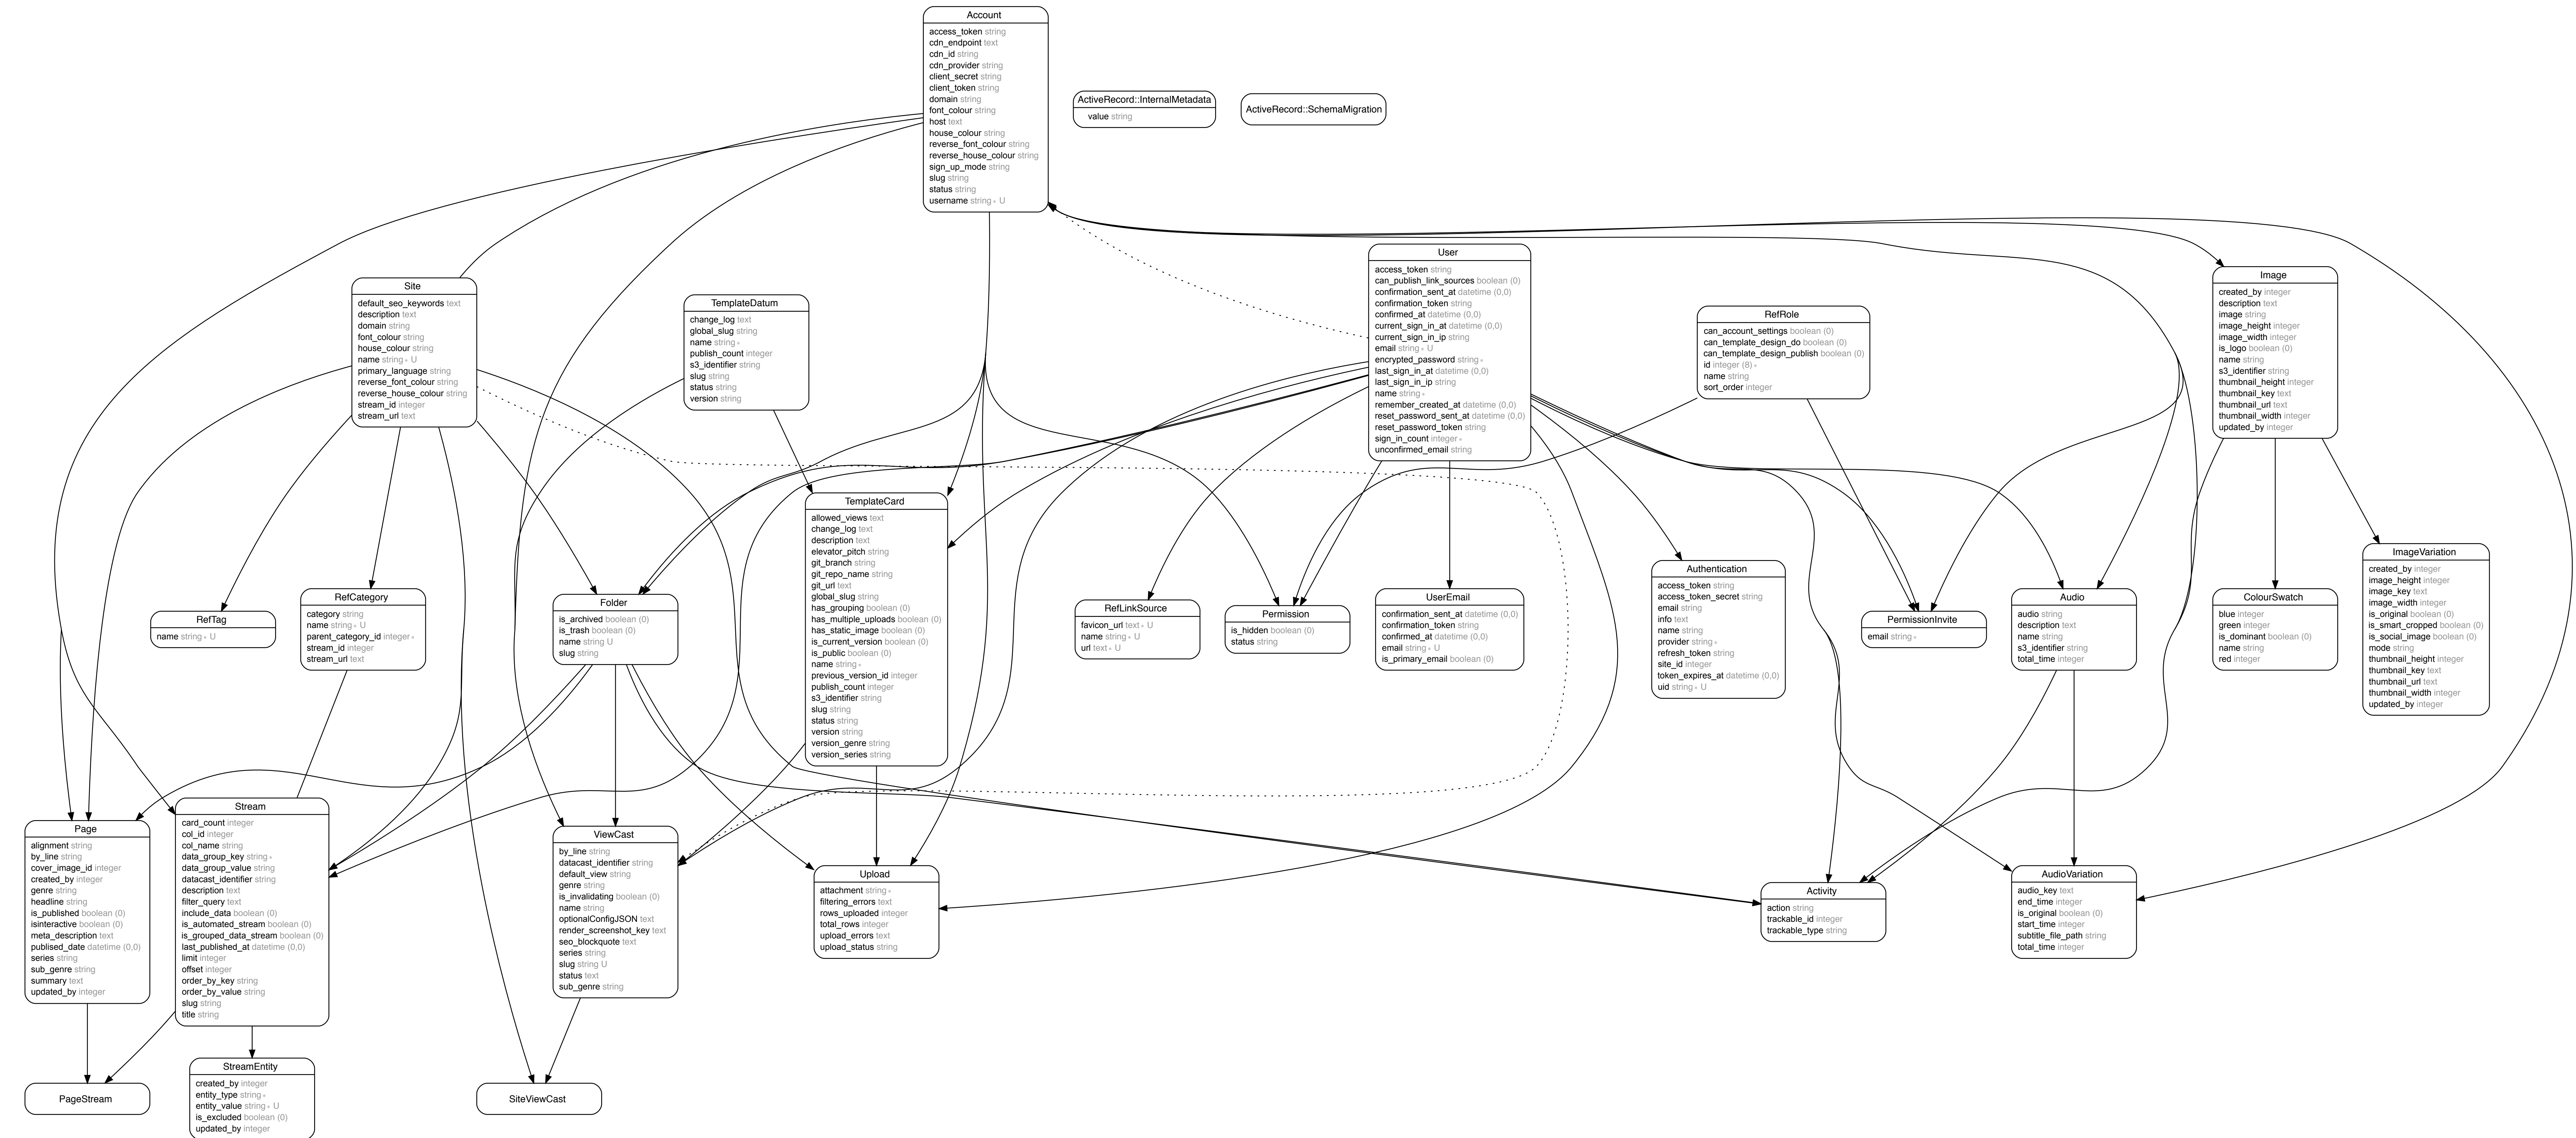 Account
access_token string
cdn_endpoint text
cdn_id string
cdn_provider string
client_secret string
client_token string
domain string
font_colour string
host text
house_colour string
reverse_font_colour string
reverse_house_colour string
sign_up_mode string
slug string
status string
username string∗ U
ActiveRecord::InternalMetadata
value string
ActiveRecord::SchemaMigration
User
access_token string
can_publish_link_sources boolean (0)
confirmation_sent_at datetime (0,0)
confirmation_token string
confirmed_at datetime (0,0)
current_sign_in_at datetime (0,0)
current_sign_in_ip string
email string∗ U
encrypted_password string∗
last_sign_in_at datetime (0,0)
last_sign_in_ip string
name string∗
remember_created_at datetime (0,0)
reset_password_sent_at datetime (0,0)
reset_password_token string
sign_in_count integer∗
unconfirmed_email string
Image
created_by integer
description text
image string
image_height integer
image_width integer
is_logo boolean (0)
name string
s3_identifier string
thumbnail_height integer
thumbnail_key text
thumbnail_url text
thumbnail_width integer
updated_by integer
Site
default_seo_keywords text
description text
domain string
font_colour string
house_colour string
name string∗ U
primary_language string
reverse_font_colour string
reverse_house_colour string
stream_id integer
stream_url text
TemplateDatum
change_log text
global_slug string
name string∗
publish_count integer
s3_identifier string
slug string
status string
version string
RefRole
can_account_settings boolean (0)
can_template_design_do boolean (0)
can_template_design_publish boolean (0)
id integer (8)∗
name string
sort_order integer
TemplateCard
allowed_views text
change_log text
description text
elevator_pitch string
git_branch string
git_repo_name string
git_url text
global_slug string
has_grouping boolean (0)
has_multiple_uploads boolean (0)
has_static_image boolean (0)
is_current_version boolean (0)
is_public boolean (0)
name string∗
previous_version_id integer
publish_count integer
s3_identifier string
slug string
status string
version string
version_genre string
version_series string
RefTag
name string∗ U
RefCategory
category string
name string∗ U
parent_category_id integer∗
stream_id integer
stream_url text
Folder
is_archived boolean (0)
is_trash boolean (0)
name string U
slug string
RefLinkSource
favicon_url text∗ U
name string∗ U
url text∗ U
Permission
is_hidden boolean (0)
status string
UserEmail
confirmation_sent_at datetime (0,0)
confirmation_token string
confirmed_at datetime (0,0)
email string∗ U
is_primary_email boolean (0)
Authentication
access_token string
access_token_secret string
email string
info text
name string
provider string∗
refresh_token string
site_id integer
token_expires_at datetime (0,0)
uid string∗ U
PermissionInvite
email string∗
Audio
audio string
description text
name string
s3_identifier string
total_time integer
ColourSwatch
blue integer
green integer
is_dominant boolean (0)
name string
red integer
ImageVariation
created_by integer
image_height integer
image_key text
image_width integer
is_original boolean (0)
is_smart_cropped boolean (0)
is_social_image boolean (0)
mode string
thumbnail_height integer
thumbnail_key text
thumbnail_url text
thumbnail_width integer
updated_by integer
Page
alignment string
by_line string
cover_image_id integer
created_by integer
genre string
headline string
is_published boolean (0)
isinteractive boolean (0)
meta_description text
publised_date datetime (0,0)
series string
sub_genre string
summary text
updated_by integer
Stream
card_count integer
col_id integer
col_name string
data_group_key string∗
data_group_value string
datacast_identifier string
description text
filter_query text
include_data boolean (0)
is_automated_stream boolean (0)
is_grouped_data_stream boolean (0)
last_published_at datetime (0,0)
limit integer
offset integer
order_by_key string
order_by_value string
slug string
title string
ViewCast
by_line string
datacast_identifier string
default_view string
genre string
is_invalidating boolean (0)
name string
optionalConfigJSON text
render_screenshot_key text
seo_blockquote text
series string
slug string U
status text
sub_genre string
Upload
attachment string∗
filtering_errors text
rows_uploaded integer
total_rows integer
upload_errors text
upload_status string
Activity
action string
trackable_id integer
trackable_type string
AudioVariation
audio_key text
end_time integer
is_original boolean (0)
start_time integer
subtitle_file_path string
total_time integer
PageStream
StreamEntity
created_by integer
entity_type string∗
entity_value string∗ U
is_excluded boolean (0)
updated_by integer
SiteViewCast